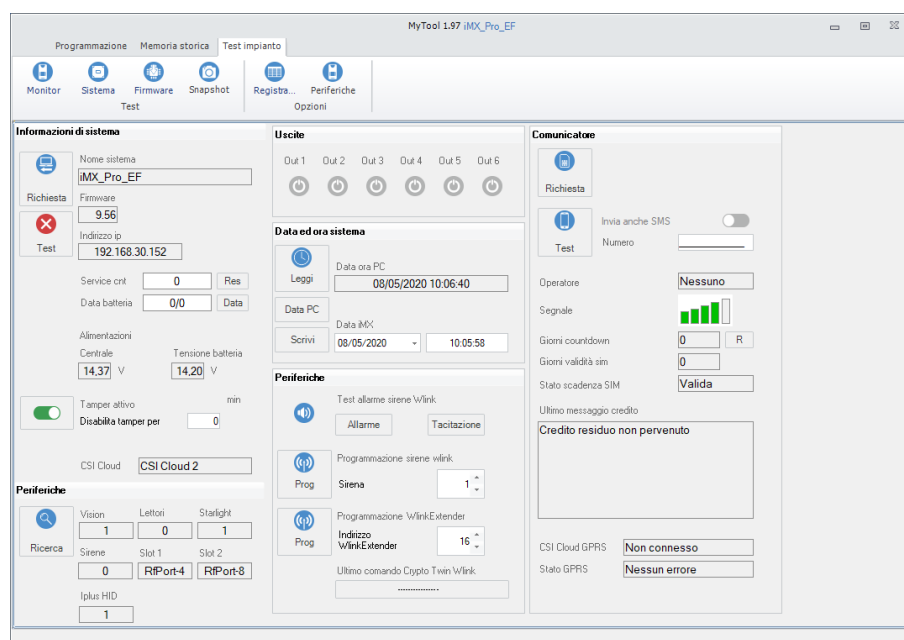 MyTool 1.97 iMX_Pro_EF
Programmazione Memoria storica Test impianto
Monitor Sistema Firmware Snapshot Registra... Periferiche
Test Opzioni
Informazioni di sistema
Richiesta
Nome sistema
iMX_Pro_EF
Firmware
9.56
Test
Indirizzo ip
192.168.30.152
Service cnt 0 Res
Data batteria 0/0 Data
Alimentazioni
Centrale Tensione batteria
14,37 V 14,20 V
Tamper attivo min
Disabilita tamper per 0
CSI Cloud CSI Cloud 2
Periferiche
Ricerca
Vision Lettori Starlight
1 0 1
Sirene Slot 1 Slot 2
0 RfPort-4 RfPort-8
Iplus HID
1
Uscite
Out 1 Out 2 Out 3 Out 4 Out 5 Out 6
Data ed ora sistema
Leggi
Data ora PC
08/05/2020 10:06:40
Data PC
Data iMX
Scrivi 08/05/2020 10:05:58
Periferiche
Test allarme sirene Wlink
Allarme Tacitazione
Programmazione sirene wlink
Prog Sirena 1
Programmazione WlinkExtender
Prog Indirizzo
WlinkExtender 16
Ultimo comando Crypto Twin Wlink
----------------
Comunicatore
Richiesta
Invia anche SMS
Test Numero
Operatore Nessuno
Segnale
Giorni countdown 0 R
Giorni validità sim 0
Stato scadenza SIM Valida
Ultimo messaggio credito
Credito residuo non pervenuto
CSI Cloud GPRS Non connesso
Stato GPRS Nessun errore